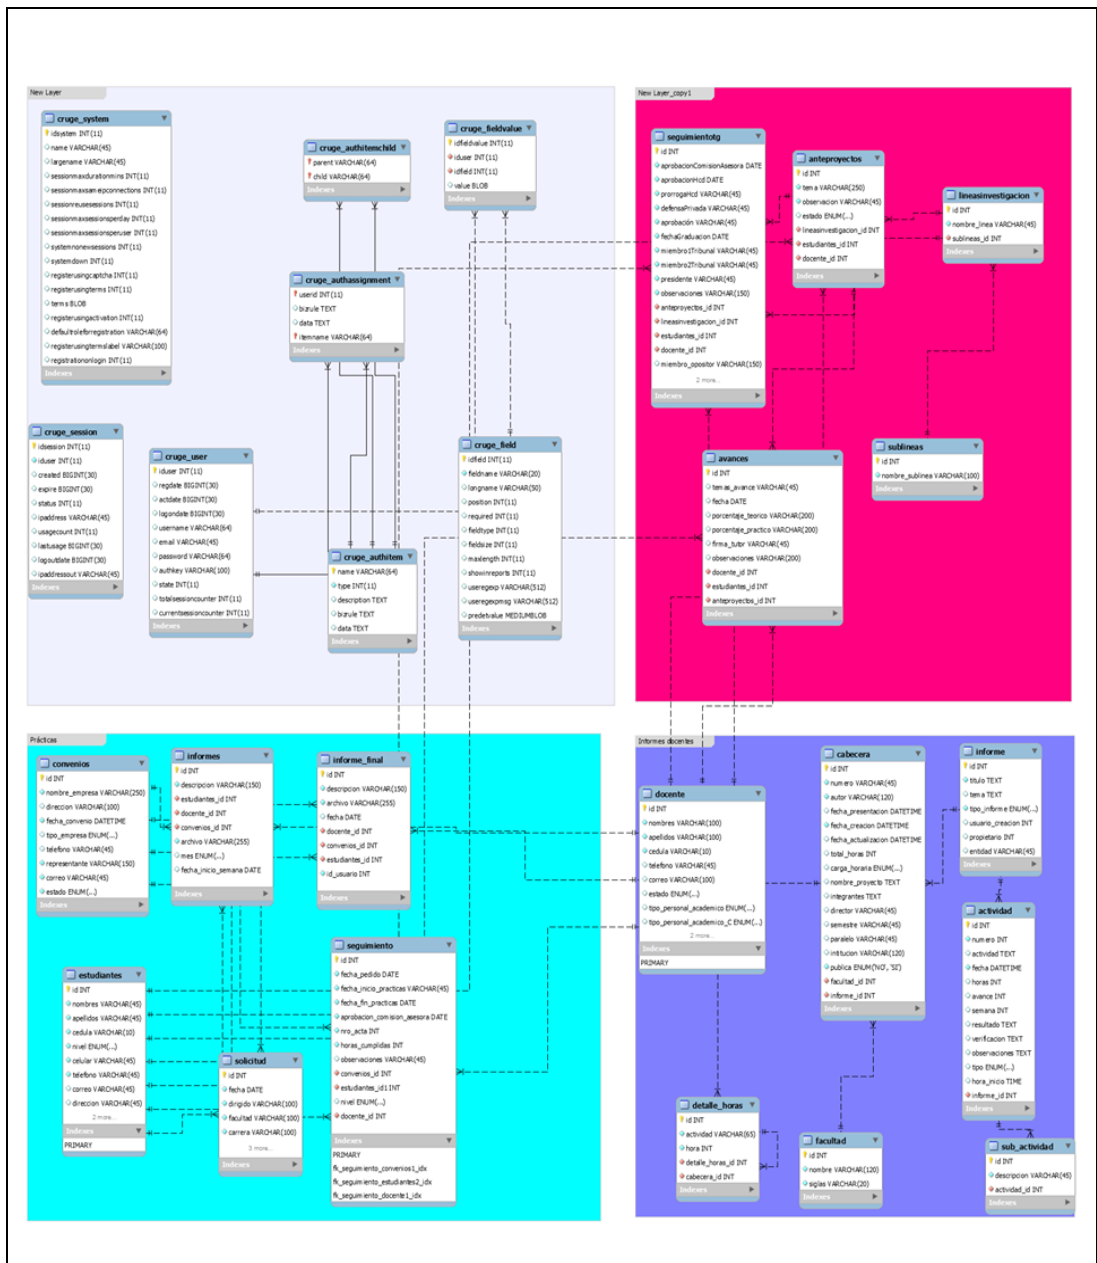 New Layer
cruge_system
idsystem INT(11)
name VARCHAR(45)
largename VARCHAR(45)
sessionmaxdurationmins INT(11)
sessionmaxsameipconnections INT(11)
sessionreusesessions INT(11)
sessionmaxsessionsperday INT(11)
sessionmaxsessionsperuser INT(11)
systemnonewsessions INT(11)
systemdown INT(11)
registerusingcaptcha INT(11)
registerusingterms INT(11)
terms BLOB
registerusingactivation INT(11)
defaultroleforregistration VARCHAR(64)
registerusingtermslabel VARCHAR(100)
registrationonlogin INT(11)
Indexes
cruge_authitemchild
parent VARCHAR(64)
child VARCHAR(64)
Indexes
cruge_fieldvalue
idfieldvalue INT(11)
iduser INT(11)
idfield INT(11)
value BLOB
Indexes
cruge_authassignment
userid INT(11)
bizrule TEXT
data TEXT
itemname VARCHAR(64)
Indexes
cruge_session
idsession INT(11)
iduser INT(11)
created BIGINT(30)
expire BIGINT(30)
status INT(11)
ipaddress VARCHAR(45)
usagecount INT(11)
lastusage BIGINT(30)
logoutdate BIGINT(30)
ipaddressout VARCHAR(45)
Indexes
cruge_user
iduser INT(11)
regdate BIGINT(30)
actdate BIGINT(30)
logondate BIGINT(30)
username VARCHAR(64)
email VARCHAR(45)
password VARCHAR(64)
authkey VARCHAR(100)
state INT(11)
totalsessioncounter INT(11)
currentsessioncounter INT(11)
Indexes
cruge_authitem
name VARCHAR(64)
type INT(11)
description TEXT
bizrule TEXT
data TEXT
Indexes
cruge_field
idfield INT(11)
fieldname VARCHAR(20)
longname VARCHAR(50)
position INT(11)
required INT(11)
fieldtype INT(11)
fieldsize INT(11)
maxlength INT(11)
showinreports INT(11)
useregexp VARCHAR(512)
useregexpmsg VARCHAR(512)
predetvalue MEDIUMBLOB
Indexes
New Layer_copy1
seguimientotg
id INT
aprobacionComisionAsesora DATE
aprobacionHcd DATE
prorrogaHcd VARCHAR(45)
defensaPrivada VARCHAR(45)
aprobación VARCHAR(45)
fechaGraduacion DATE
miembro1Tribunal VARCHAR(45)
miembro2Tribunal VARCHAR(45)
presidente VARCHAR(45)
observaciones VARCHAR(150)
anteproyectos_id INT
lineasinvestigacion_id INT
estudiantes_id INT
docente_id INT
miembro_opositor VARCHAR(150)
2 more...
Indexes
anteproyectos
id INT
tema VARCHAR(250)
observacion VARCHAR(45)
estado ENUM(...)
lineasinvestigacion_id INT
estudiantes_id INT
docente_id INT
Indexes
lineasinvestigacion
id INT
nombre_linea VARCHAR(45)
sublineas_id INT
Indexes
sublineas
id INT
nombre_sublinea VARCHAR(100)
Indexes
avances
id INT
temas_avance VARCHAR(45)
fecha DATE
porcentaje_teorico VARCHAR(200)
porcentaje_practico VARCHAR(200)
firma_tutor VARCHAR(45)
observaciones VARCHAR(200)
docente_id INT
estudiantes_id INT
anteproyectos_id INT
Indexes
Prácticas
convenios
id INT
nombre_empresa VARCHAR(250)
direccion VARCHAR(100)
fecha_converso DATETIME
tipo_empresa ENUM(...)
telefono VARCHAR(45)
representante VARCHAR(150)
correo VARCHAR(45)
estado ENUM(...)
Indexes
informes
id INT
descripcion VARCHAR(150)
estudiantes_id INT
docente_id INT
convenios_id INT
archivo VARCHAR(255)
mes ENUM(...)
fecha_inicio_semana DATE
Indexes
informe_final
id INT
descripcion VARCHAR(150)
archivo VARCHAR(255)
fecha DATE
docente_id INT
convenios_id INT
estudiantes_id INT
id_usuario INT
Indexes
estudiantes
id INT
nombres VARCHAR(45)
apellidos VARCHAR(45)
cedula VARCHAR(10)
nivel ENUM(...)
celular VARCHAR(45)
telefono VARCHAR(45)
correo VARCHAR(45)
direccion VARCHAR(45)
2 more...
Indexes
PRIMARY
solicitud
id INT
fecha DATE
dirigido VARCHAR(100)
facultad VARCHAR(100)
carrera VARCHAR(100)
3 more...
Indexes
seguimiento
id INT
fecha_pedido DATE
fecha_inicio_practicas VARCHAR(45)
fecha_fin_practicas DATE
aprobacion_comision_asesora DATE
nro_acta INT
horas_cumplidas INT
observaciones VARCHAR(45)
convenios_id INT
estudiantes_id1 INT
nivel ENUM(...)
docente_id INT
Indexes
PRIMARY
fk_seguimiento_convenios1_idx
fk_seguimiento_estudiantes2_idx
fk_seguimiento_docente1_idx
Informes docentes
docente
id INT
nombres VARCHAR(100)
apellidos VARCHAR(100)
cedula VARCHAR(10)
telefono VARCHAR(45)
correo VARCHAR(100)
estado ENUM(...)
tipo_personal_academico ENUM(...)
tipo_personal_academico_C ENUM(...)
2 more...
Indexes
PRIMARY
cabecera
id INT
numero VARCHAR(45)
autor VARCHAR(120)
fecha_presentacion DATETIME
fecha_creacion DATETIME
fecha_actualizacion DATETIME
total_horas INT
carga_horaria ENUM(...)
nombre_proyecto TEXT
integrantes TEXT
director VARCHAR(45)
semestre VARCHAR(45)
paralelo VARCHAR(45)
intitucion VARCHAR(120)
publica ENUM('NO', 'SI')
facultad_id INT
informe_id INT
Indexes
informe
id INT
titulo TEXT
tema TEXT
tipo_informe ENUM(...)
usuario_creacion INT
propietario INT
entidad VARCHAR(45)
Indexes
actividad
id INT
numero INT
actividad TEXT
fecha DATETIME
horas INT
avance INT
semana INT
resultado TEXT
verificacion TEXT
observaciones TEXT
tipo ENUM(...)
hora_inicio TIME
informe_id INT
Indexes
detalle_horas
id INT
actividad VARCHAR(65)
hora INT
detalle_horas_id INT
cabecera_id INT
Indexes
facultad
id INT
nombre VARCHAR(120)
siglas VARCHAR(20)
Indexes
sub_actividad
id INT
descripcion VARCHAR(45)
actividad_id INT
Indexes